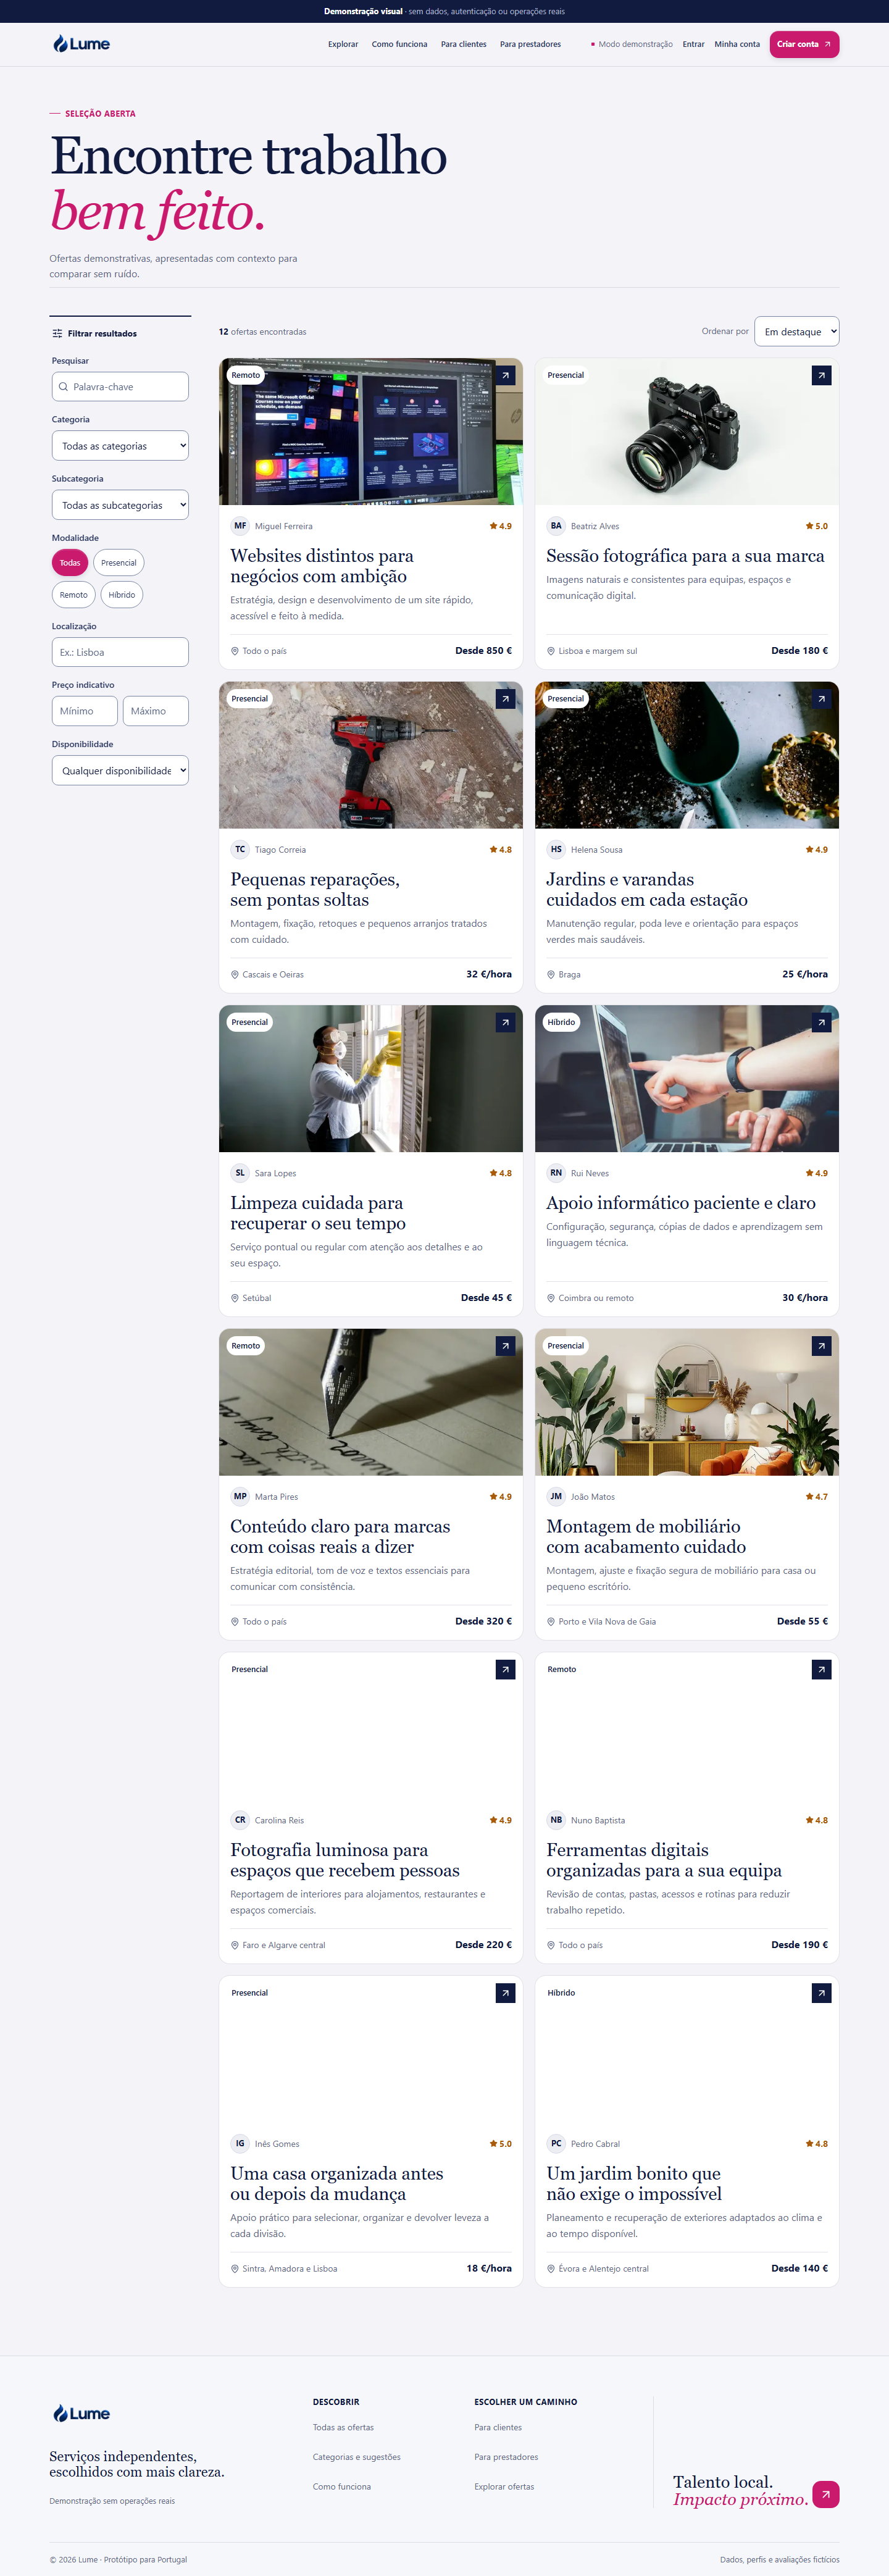 Demonstração visual · sem dados, autenticação ou operações reais
Lume
Explorar
Como funciona
Para clientes
Para prestadores
Modo demonstração
Entrar
Minha conta
Criar conta
SELEÇÃO ABERTA
Encontre trabalho
bem feito.
Ofertas demonstrativas, apresentadas com contexto para
comparar sem ruído.
Filtrar resultados
Pesquisar
Palavra-chave
Categoria
Todas as categorias
Subcategoria
Todas as subcategorias
Modalidade
Todas
Presencial
Remoto
Híbrido
Localização
Ex.: Lisboa
Preço indicativo
Mínimo
Máximo
Disponibilidade
Qualquer disponibilidade
12 ofertas encontradas
Ordenar por
Em destaque
Remoto
MF
Miguel Ferreira
4.9
Websites distintos para
negócios com ambição
Estratégia, design e desenvolvimento de um site rápido,
acessível e feito à medida.
Todo o país
Desde 850 €
Presencial
BA
Beatriz Alves
5.0
Sessão fotográfica para a sua marca
Imagens naturais e consistentes para equipas, espaços e
comunicação digital.
Lisboa e margem sul
Desde 180 €
Presencial
TC
Tiago Correia
4.8
Pequenas reparações,
sem pontas soltas
Montagem, fixação, retoques e pequenos arranjos tratados
com cuidado.
Cascais e Oeiras
32 €/hora
Presencial
HS
Helena Sousa
4.9
Jardins e varandas
cuidados em cada estação
Manutenção regular, poda leve e orientação para espaços
verdes mais saudáveis.
Braga
25 €/hora
Presencial
SL
Sara Lopes
4.8
Limpeza cuidada para
recuperar o seu tempo
Serviço pontual ou regular com atenção aos detalhes e ao
seu espaço.
Setúbal
Desde 45 €
Híbrido
RN
Rui Neves
4.9
Apoio informático paciente e claro
Configuração, segurança, cópias de dados e aprendizagem sem
linguagem técnica.
Coimbra ou remoto
30 €/hora
Remoto
MP
Marta Pires
4.9
Conteúdo claro para marcas
com coisas reais a dizer
Estratégia editorial, tom de voz e textos essenciais para
comunicar com consistência.
Todo o país
Desde 320 €
Presencial
JM
João Matos
4.7
Montagem de mobiliário
com acabamento cuidado
Montagem, ajuste e fixação segura de mobiliário para casa ou
pequeno escritório.
Porto e Vila Nova de Gaia
Desde 55 €
Presencial
CR
Carolina Reis
4.9
Fotografia luminosa para
espaços que recebem pessoas
Reportagem de interiores para alojamentos, restaurantes e
espaços comerciais.
Faro e Algarve central
Desde 220 €
Remoto
NB
Nuno Baptista
4.8
Ferramentas digitais
organizadas para a sua equipa
Revisão de contas, pastas, acessos e rotinas para reduzir
trabalho repetido.
Todo o país
Desde 190 €
Presencial
IG
Inês Gomes
5.0
Uma casa organizada antes
ou depois da mudança
Apoio prático para selecionar, organizar e devolver leveza a
cada divisão.
Sintra, Amadora e Lisboa
18 €/hora
Híbrido
PC
Pedro Cabral
4.8
Um jardim bonito que
não exige o impossível
Planeamento e recuperação de exteriores adaptados ao clima e
ao tempo disponível.
Évora e Alentejo central
Desde 140 €
Lume
Serviços independentes,
escolhidos com mais clareza.
Demonstração sem operações reais
DESCOBRIR
Todas as ofertas
Categorias e sugestões
Como funciona
ESCOLHER UM CAMINHO
Para clientes
Para prestadores
Explorar ofertas
Talento local.
Impacto próximo.
© 2026 Lume · Protótipo para Portugal
Dados, perfis e avaliações fictícios